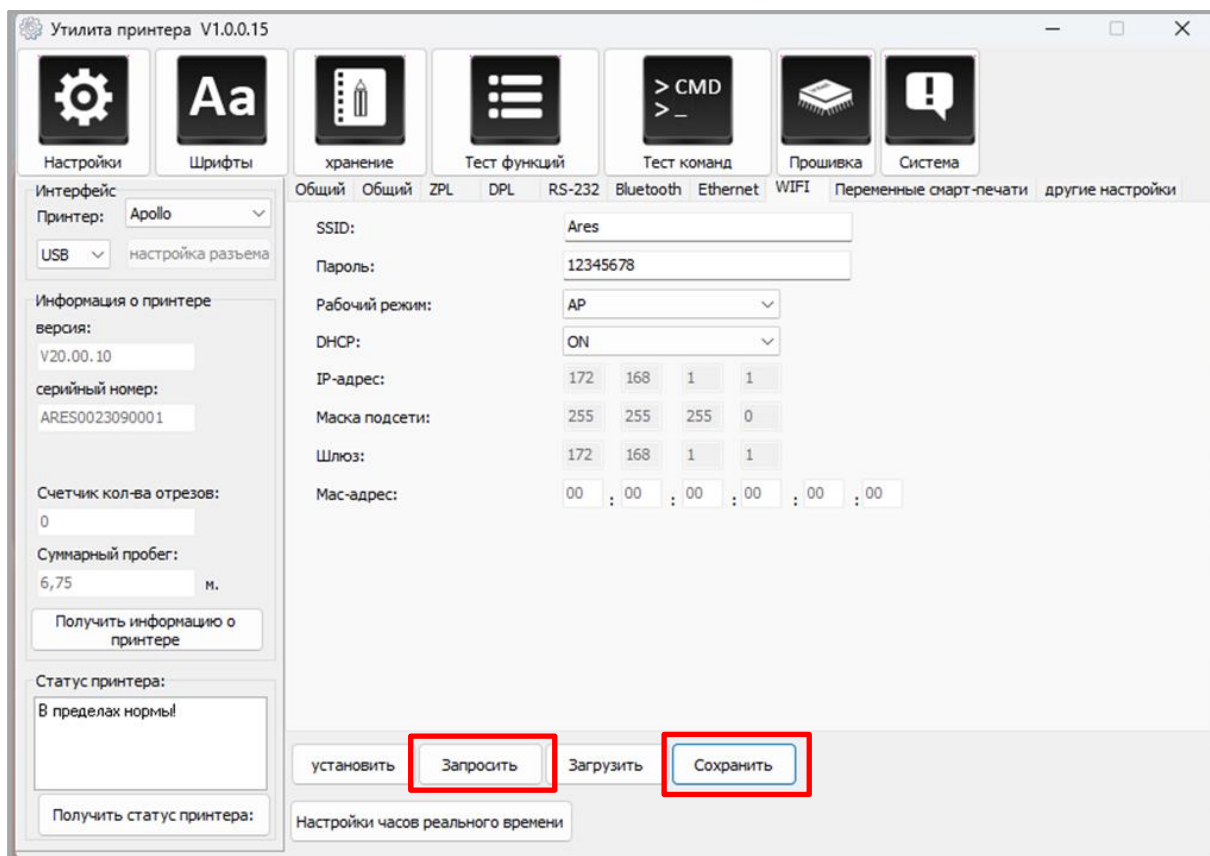 Утилита принтера V1.0.0.15
Aa
> CMD
>_
Настройки
Шрифты
хранение
Тест функций
Тест команд
Прошивка
Система
Интерфейс
Принтер: Apollo
USB настройка разъема
Информация о принтере
версия:
V20.00.10
серийный номер:
ARES0023090001
Счетчик кол-ва отрезов:
0
Суммарный пробег:
6,75 м.
Получить информацию о
принтере
Статус принтера:
В пределах нормы!
Получить статус принтера:
Общий Общий ZPL DPL RS-232 Bluetooth Ethernet WIFI Переменные смарт-печати другие настройки
SSID: Ares
Пароль: 12345678
Рабочий режим: AP
DHCP: ON
IP-адрес: 172 168 1 1
Маска подсети: 255 255 255 0
Шлюз: 172 168 1 1
Мас-адрес: 00 : 00 : 00 : 00 : 00 : 00
установить Запросить Загрузить Сохранить
Настройки часов реального времени